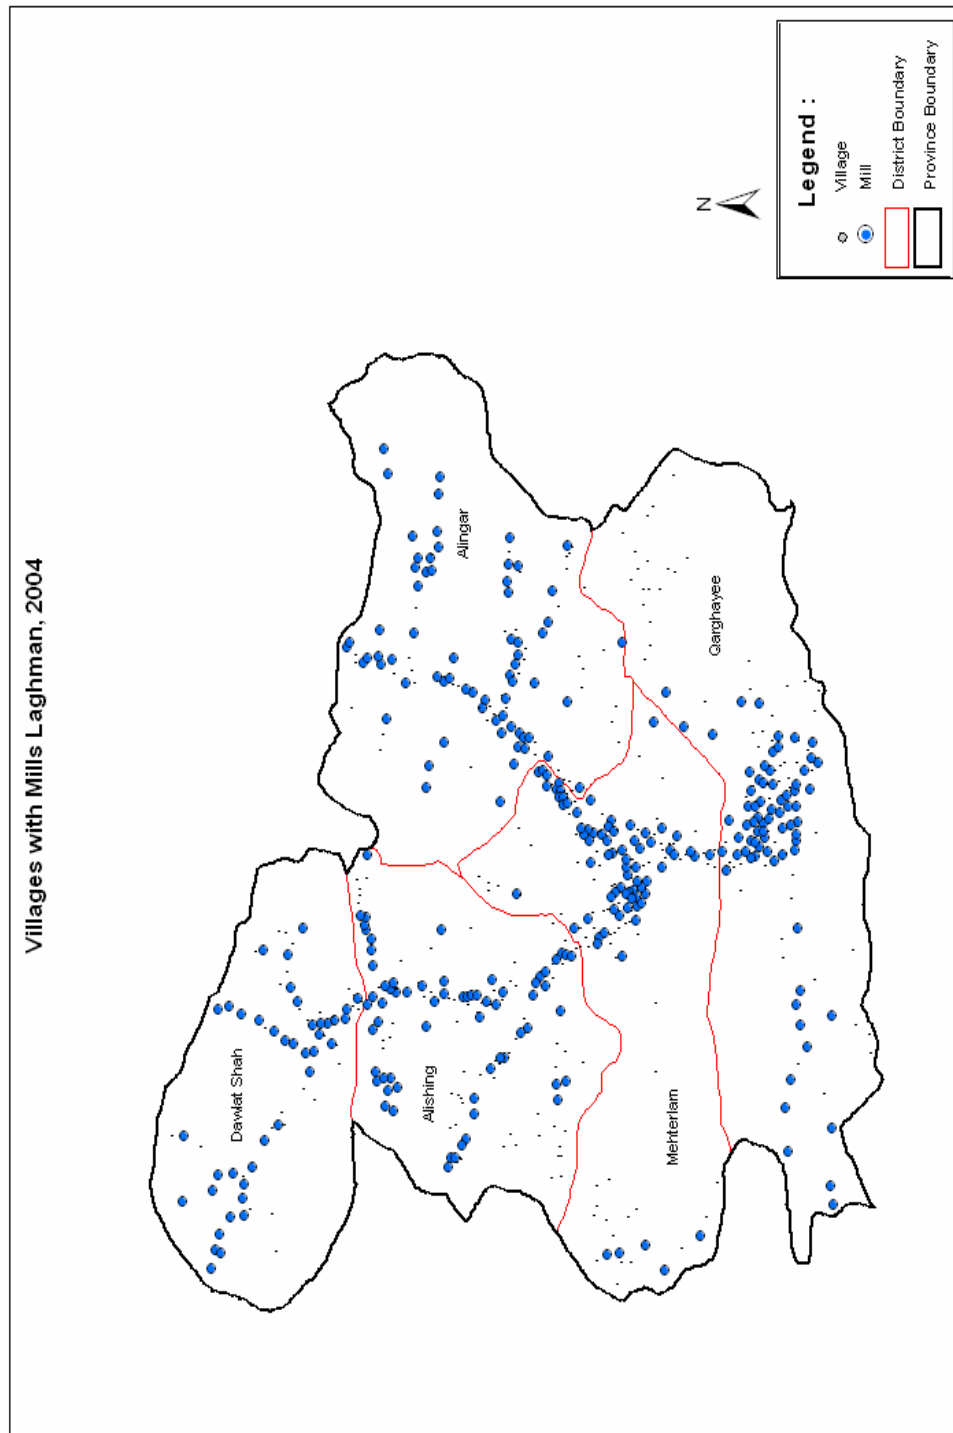 Villages with Mills Laghman, 2004
Dawlat Shah
Alishing
Alingar
Mehterlam
Qarghayee
N
Legend :
Village
Mill
District Boundary
Province Boundary